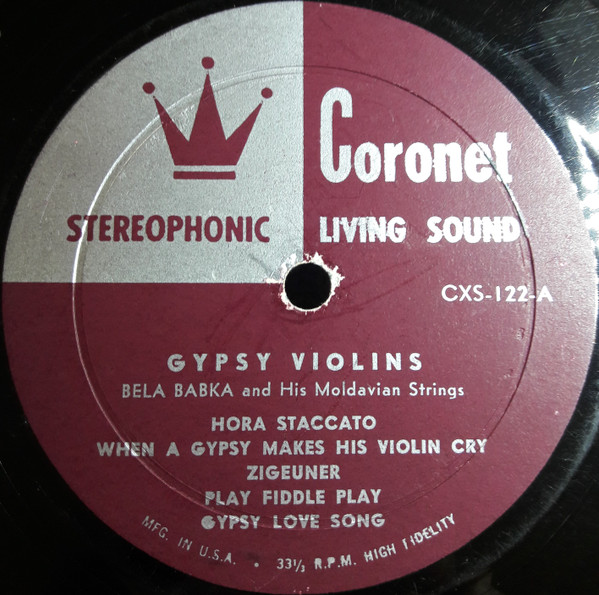 Coronet
STEREOPHONIC LIVING SOUND
CXS-122-A
GYPSY VIOLINS
BELA BABKA and His Moldavian Strings
HORA STACCATO
WHEN A GYPSY MAKES HIS VIOLIN CRY
ZIGEUNER
PLAY FIDDLE PLAY
GYPSY LOVE SONG
MFG. IN U.S.A. • 33⅓ R.P.M. HIGH FIDELITY